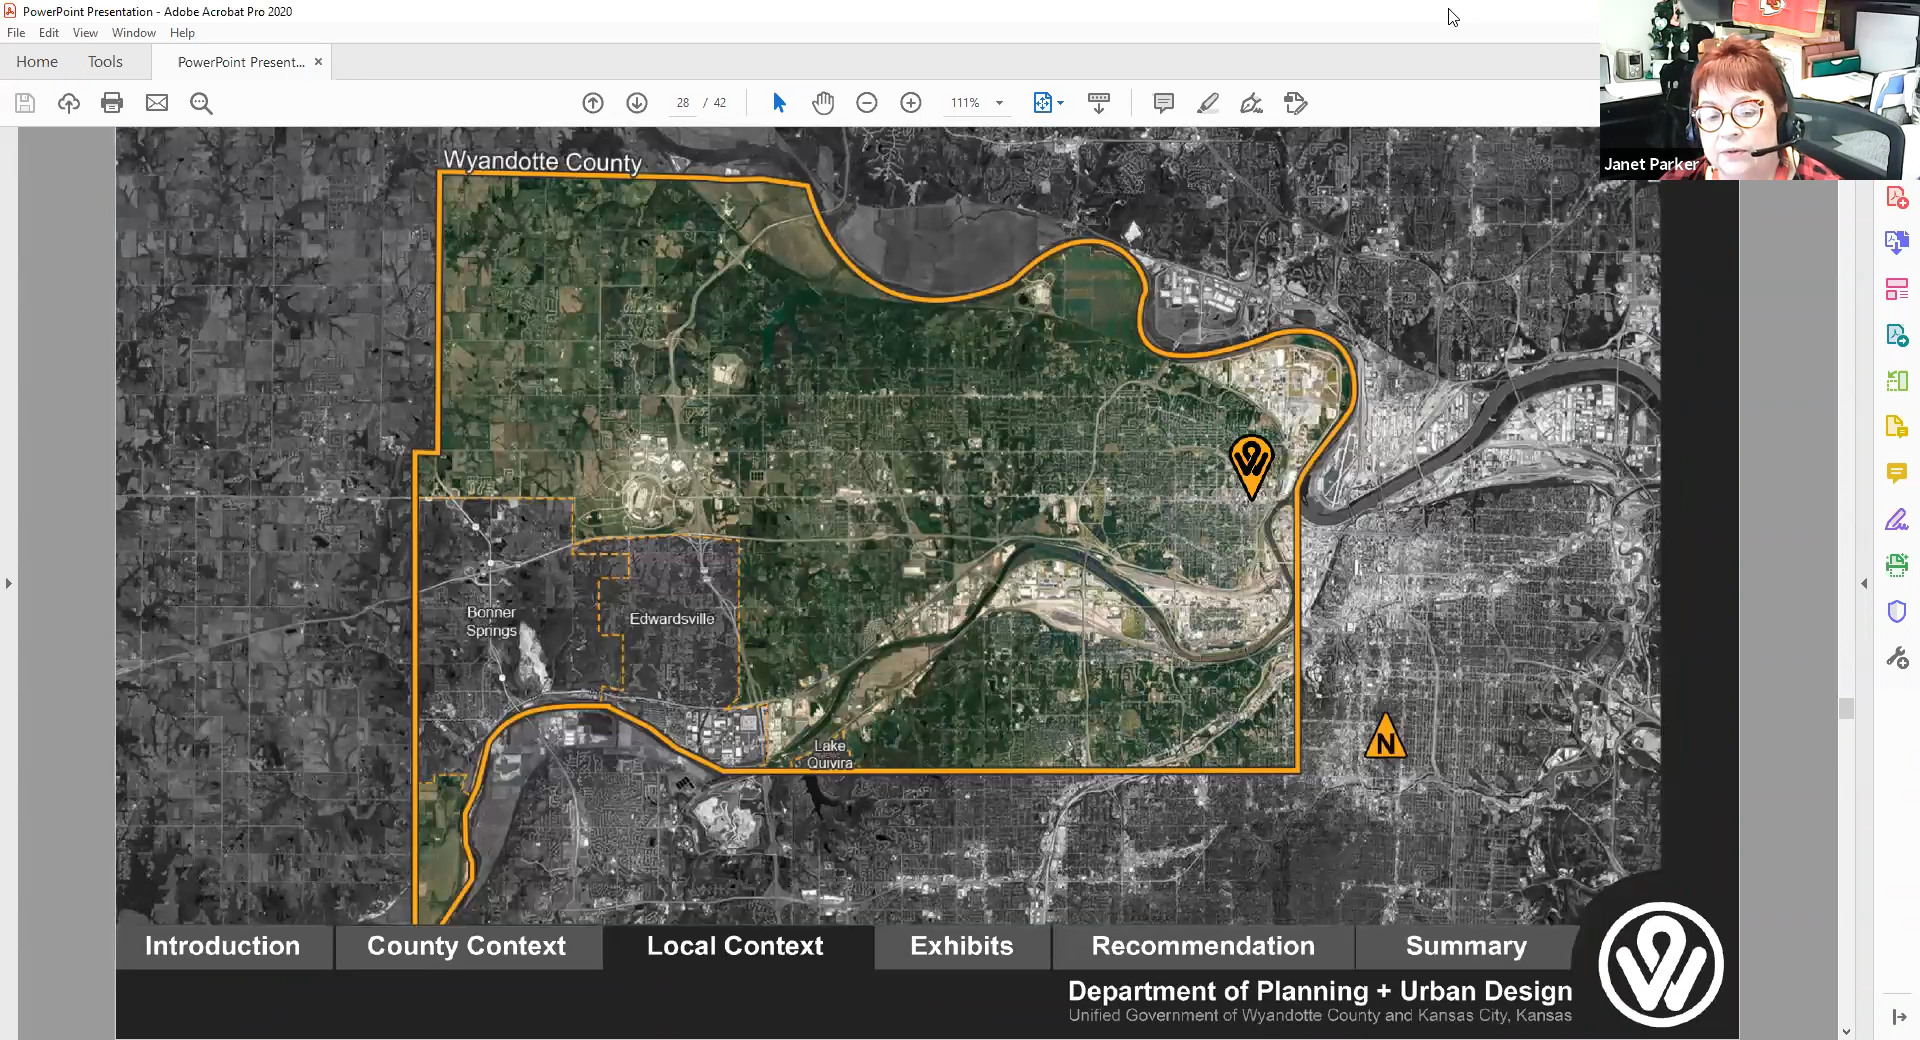 PowerPoint Presentation - Adobe Acrobat Pro 2020
File Edit View Window Help
Home Tools PowerPoint Present... ×
28 / 42 111%
Janet Parker
Wyandotte County
Bonner
Springs
Edwardsville
Lake
Quivira
N
Introduction County Context Local Context Exhibits Recommendation Summary
Department of Planning + Urban Design
Unified Government of Wyandotte County and Kansas City, Kansas